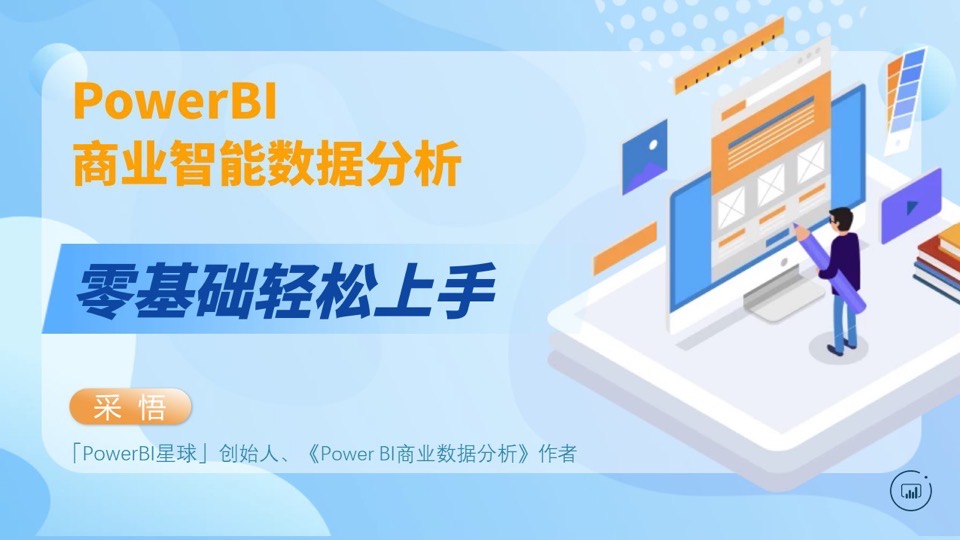 PowerBI
商业智能数据分析
零基础轻松上手
采 悟
「PowerBI星球」创始人、《Power BI商业数据分析》作者